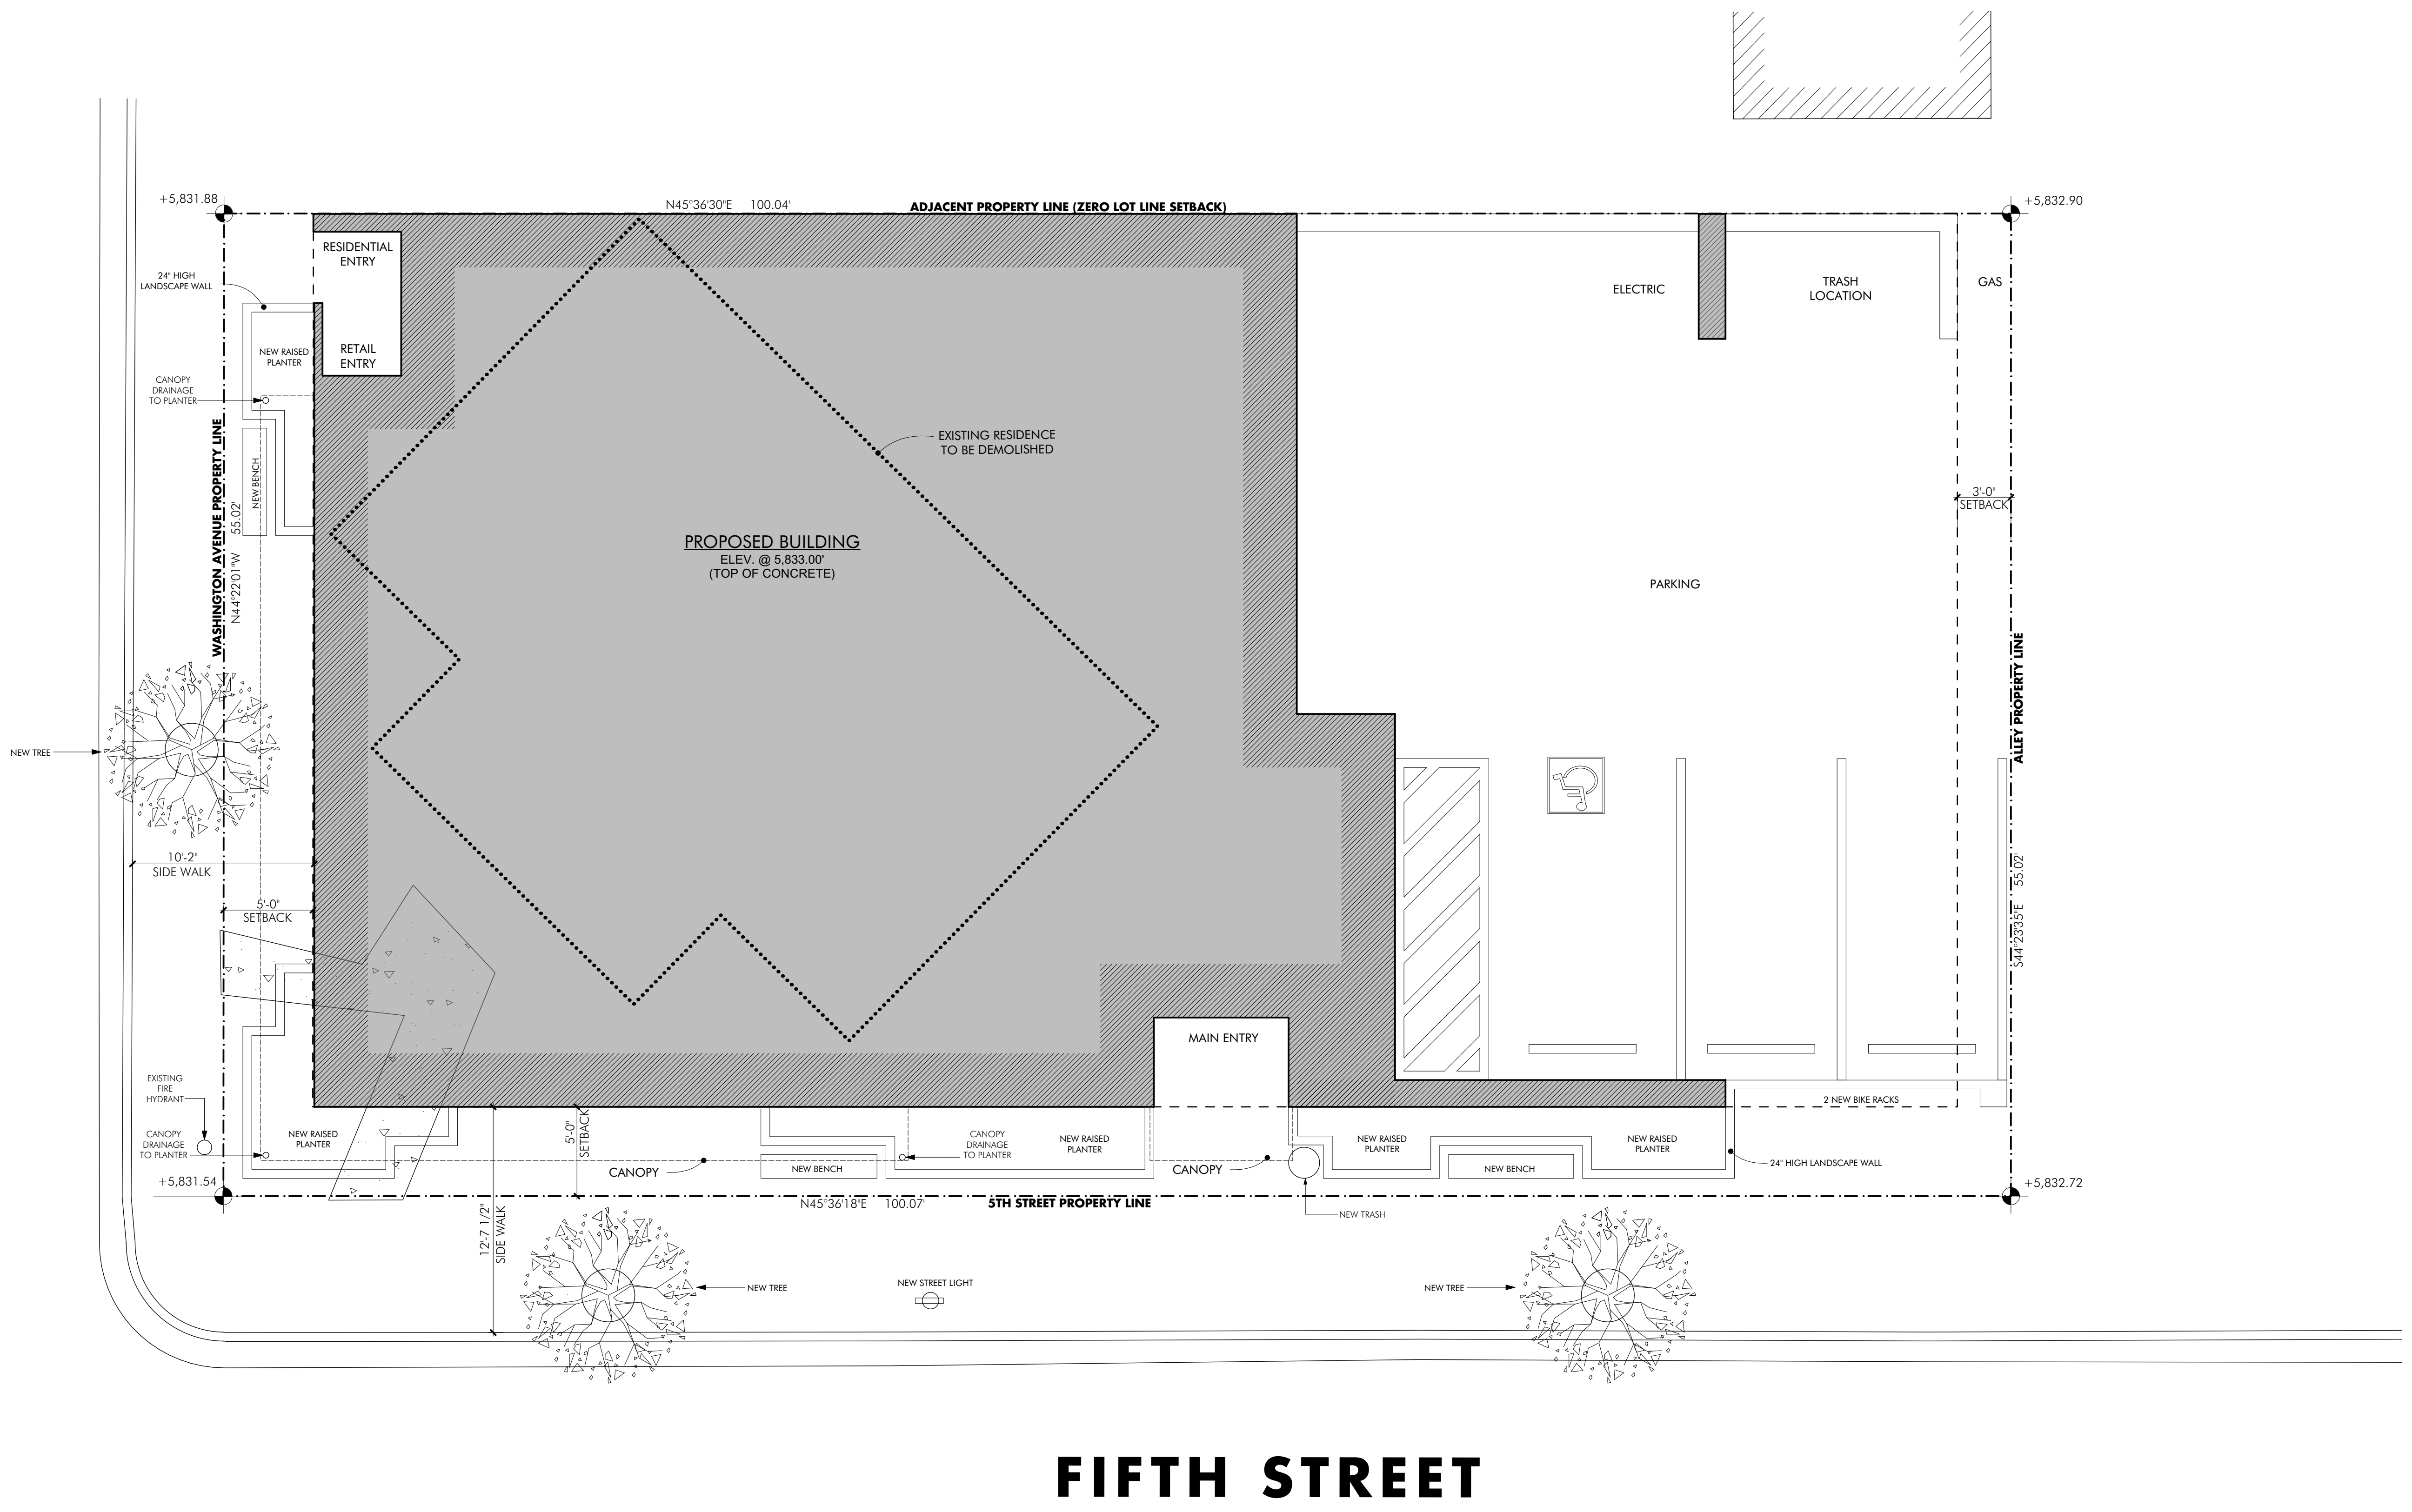 +5,831.88
N45°36'30"E 100.04'
ADJACENT PROPERTY LINE (ZERO LOT LINE SETBACK)
+5,832.90
RESIDENTIAL
ENTRY
24" HIGH
LANDSCAPE WALL
ELECTRIC
TRASH
LOCATION
GAS
NEW RAISED
PLANTER
RETAIL
ENTRY
CANOPY
DRAINAGE
TO PLANTER
WASHINGTON AVENUE PROPERTY LINE
N44°22'01"W 55.02'
NEW BENCH
EXISTING RESIDENCE
TO BE DEMOLISHED
3'-0"
SETBACK
PROPOSED BUILDING
ELEV. @ 5,833.00'
(TOP OF CONCRETE)
PARKING
ALLEY PROPERTY LINE
S44°23'35"E 55.02'
NEW TREE
10'-2"
SIDE WALK
5'-0"
SETBACK
MAIN ENTRY
EXISTING
FIRE
HYDRANT
2 NEW BIKE RACKS
CANOPY
DRAINAGE
TO PLANTER
NEW RAISED
PLANTER
5'-0"
SETBACK
CANOPY
NEW BENCH
CANOPY
DRAINAGE
TO PLANTER
NEW RAISED
PLANTER
CANOPY
NEW RAISED
PLANTER
NEW BENCH
NEW RAISED
PLANTER
24" HIGH LANDSCAPE WALL
+5,831.54
N45°36'18"E 100.07'
5TH STREET PROPERTY LINE
+5,832.72
NEW TRASH
12'-7 1/2"
SIDE WALK
NEW TREE
NEW STREET LIGHT
NEW TREE
FIFTH STREET